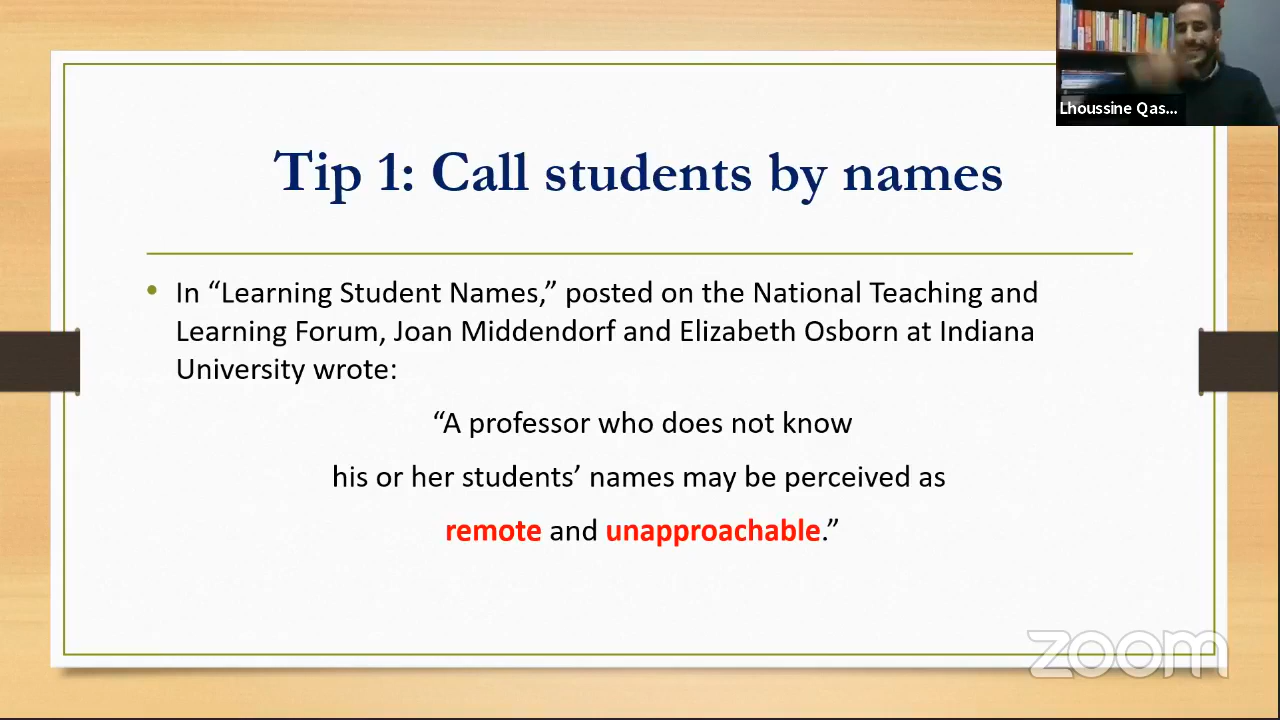 Lhoussine Qas...
Tip 1: Call students by names
• In “Learning Student Names,” posted on the National Teaching and
Learning Forum, Joan Middendorf and Elizabeth Osborn at Indiana
University wrote:
“A professor who does not know
his or her students’ names may be perceived as
remote and unapproachable.”
zoom